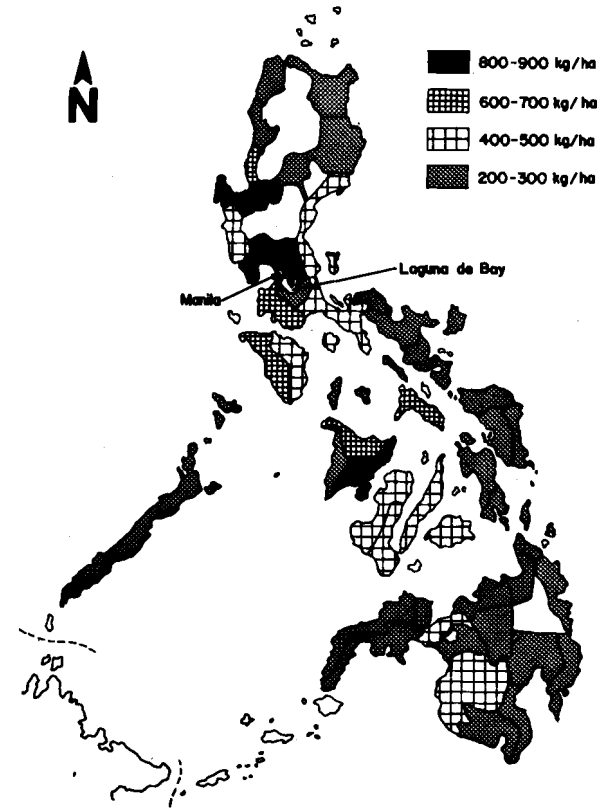 N
800-900 kg/ha
600-700 kg/ha
400-500 kg/ha
200-300 kg/ha
Laguna de Bay
Manila